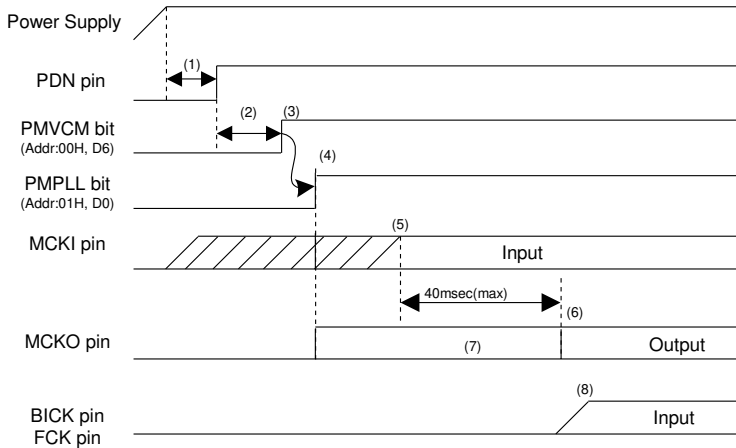 Power Supply
(1)
PDN pin
(2)
(3)
PMVCM bit
(Addr:00H, D6)
(4)
PMPLL bit
(Addr:01H, D0)
(5)
MCKI pin
Input
40msec(max)
(6)
MCKO pin
(7)
Output
(8)
BICK pin
FCK pin
Input